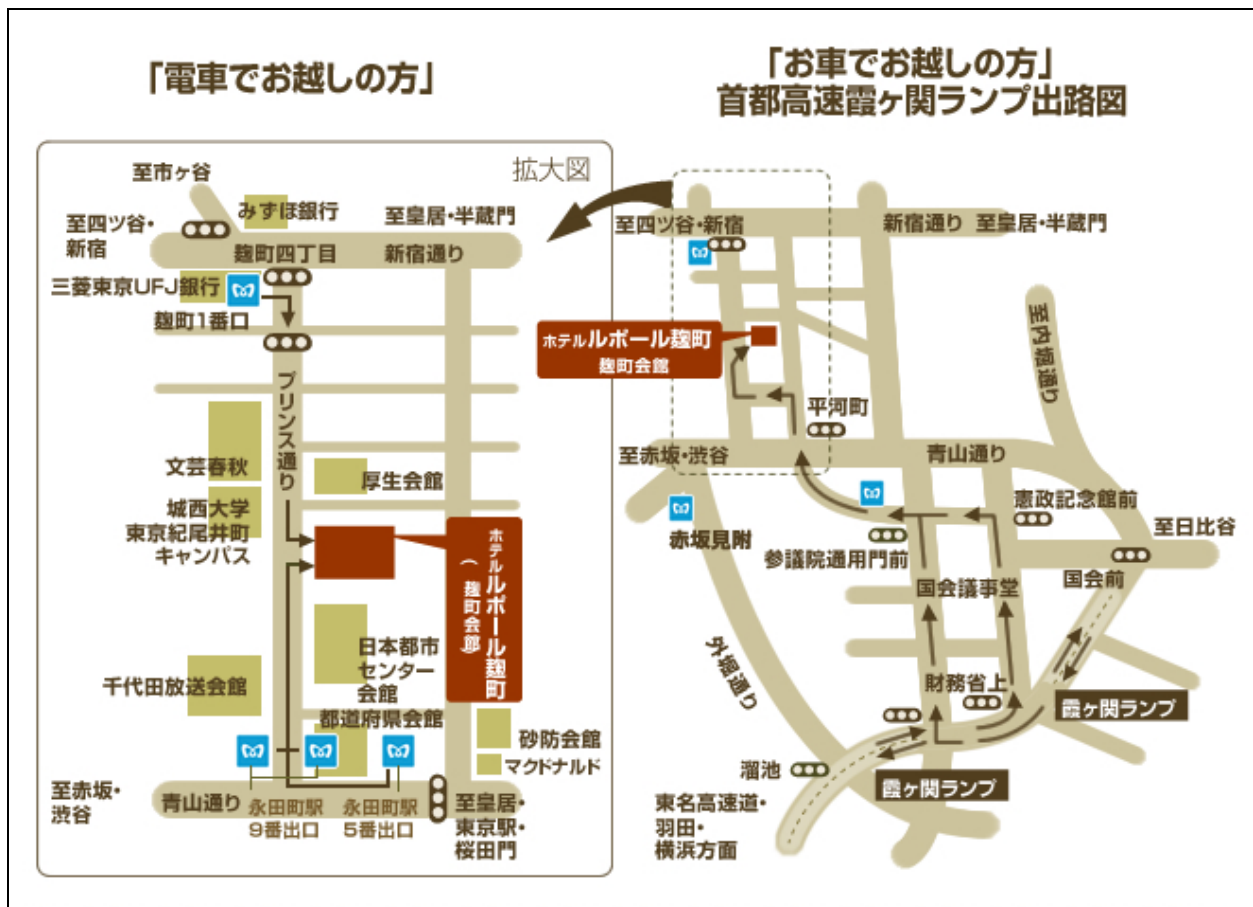 「電車でお越しの方」
「お車でお越しの方」
首都高速霞ヶ関ランプ出路図
拡大図
至市ヶ谷
みずほ銀行
至四ツ谷・
新宿
至皇居・半蔵門
麹町四丁目
新宿通り
三菱東京UFJ銀行
麹町1番口
プリンス通り
文芸春秋
厚生会館
城西大学
東京紀尾井町
キャンパス
ホテルルポール麹町
(麹町会館)
日本都市
センター
会館
千代田放送会館
都道府県会館
砂防会館
マクドナルド
至赤坂・
渋谷
青山通り
永田町駅
9番出口
永田町駅
5番出口
至皇居・
東京駅・
桜田門
至四ツ谷・新宿
新宿通り
至皇居・半蔵門
至内堀通り
ホテルルポール麹町
麹町会館
平河町
至赤坂・渋谷
青山通り
憲政記念館前
赤坂見附
至日比谷
参議院通用門前
国会前
国会議事堂
外堀通り
財務省上
霞ヶ関ランプ
溜池
霞ヶ関ランプ
東名高速道・
羽田・
横浜方面